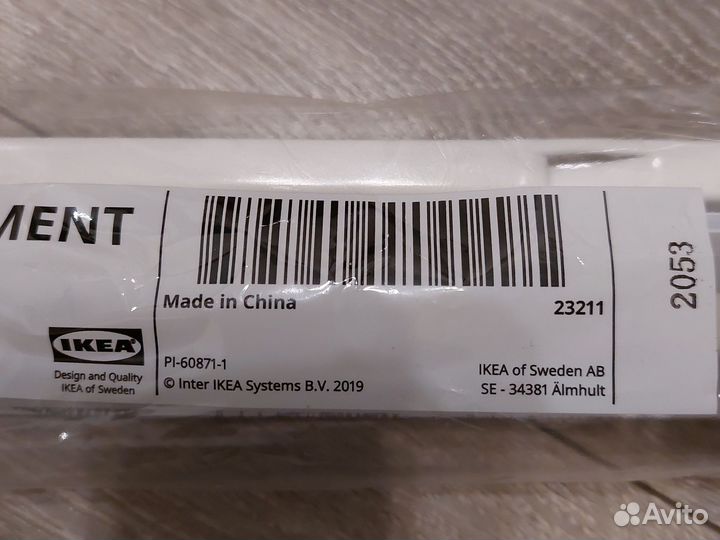 MENT
Made in China
23211
2053
IKEA
Design and Quality
IKEA of Sweden
PI-60871-1
© Inter IKEA Systems B.V. 2019
IKEA of Sweden AB
SE - 34381 Älmhult
Avito